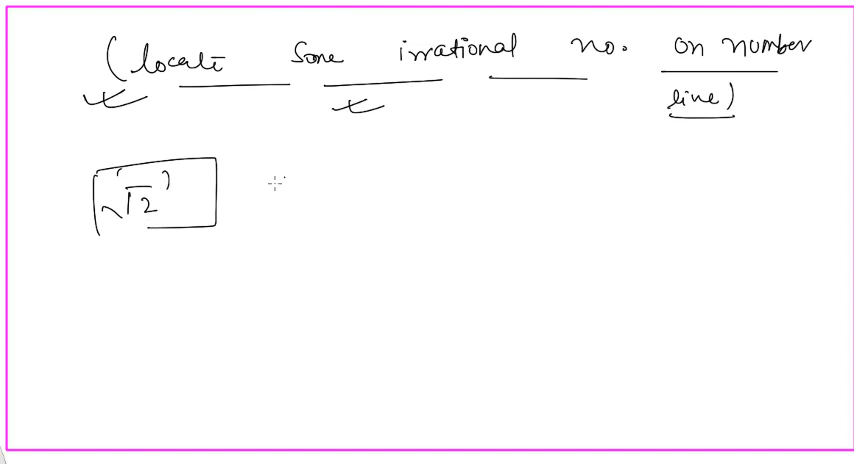 (locate some irrational no. on number
line)
√2